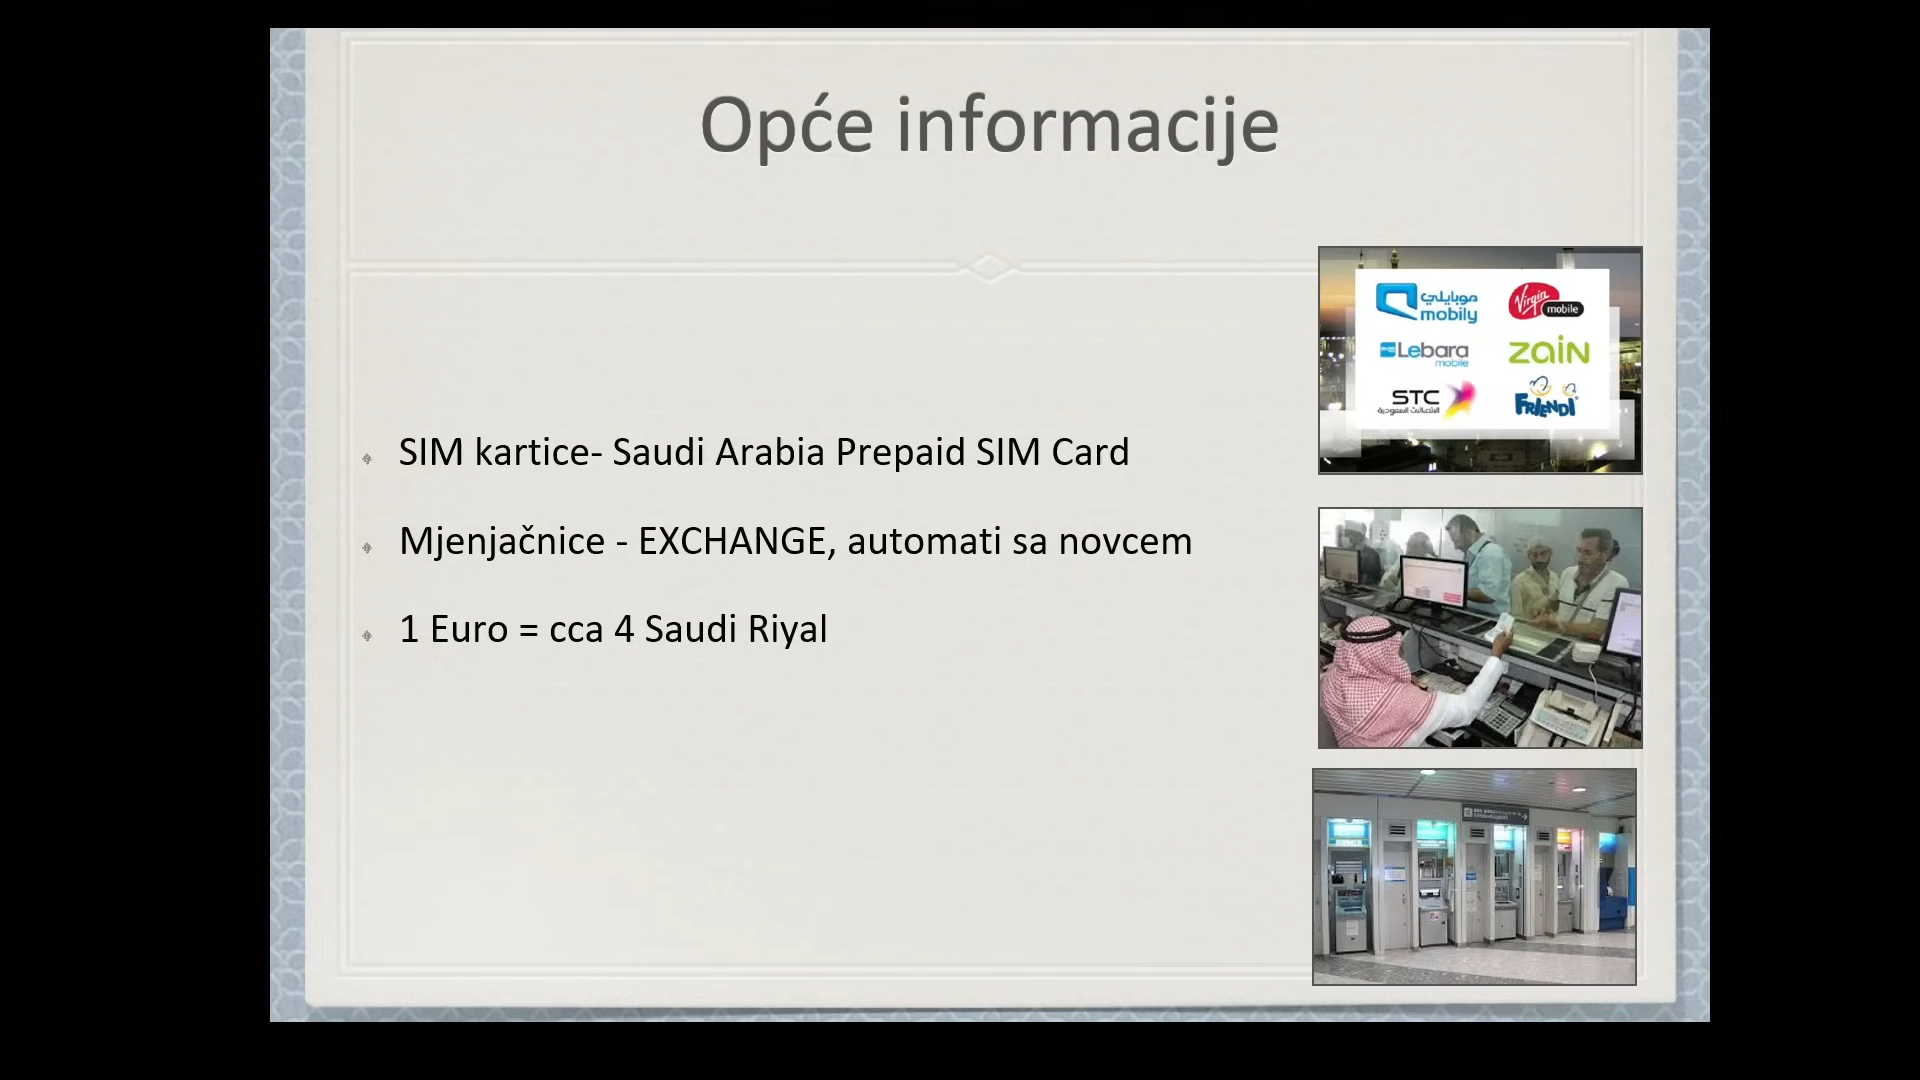 Opće informacije
SIM kartice- Saudi Arabia Prepaid SIM Card
Mjenjačnice - EXCHANGE, automati sa novcem
1 Euro = cca 4 Saudi Riyal
موبايلي
mobily
Virgin
mobile
Lebara
mobile
zain
STC
الاتصالات السعودية
FRiENDi